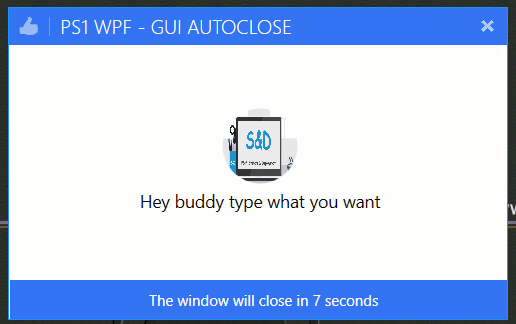 PS1 WPF - GUI AUTOCLOSE
S&D
Hey buddy type what you want
The window will close in 7 seconds